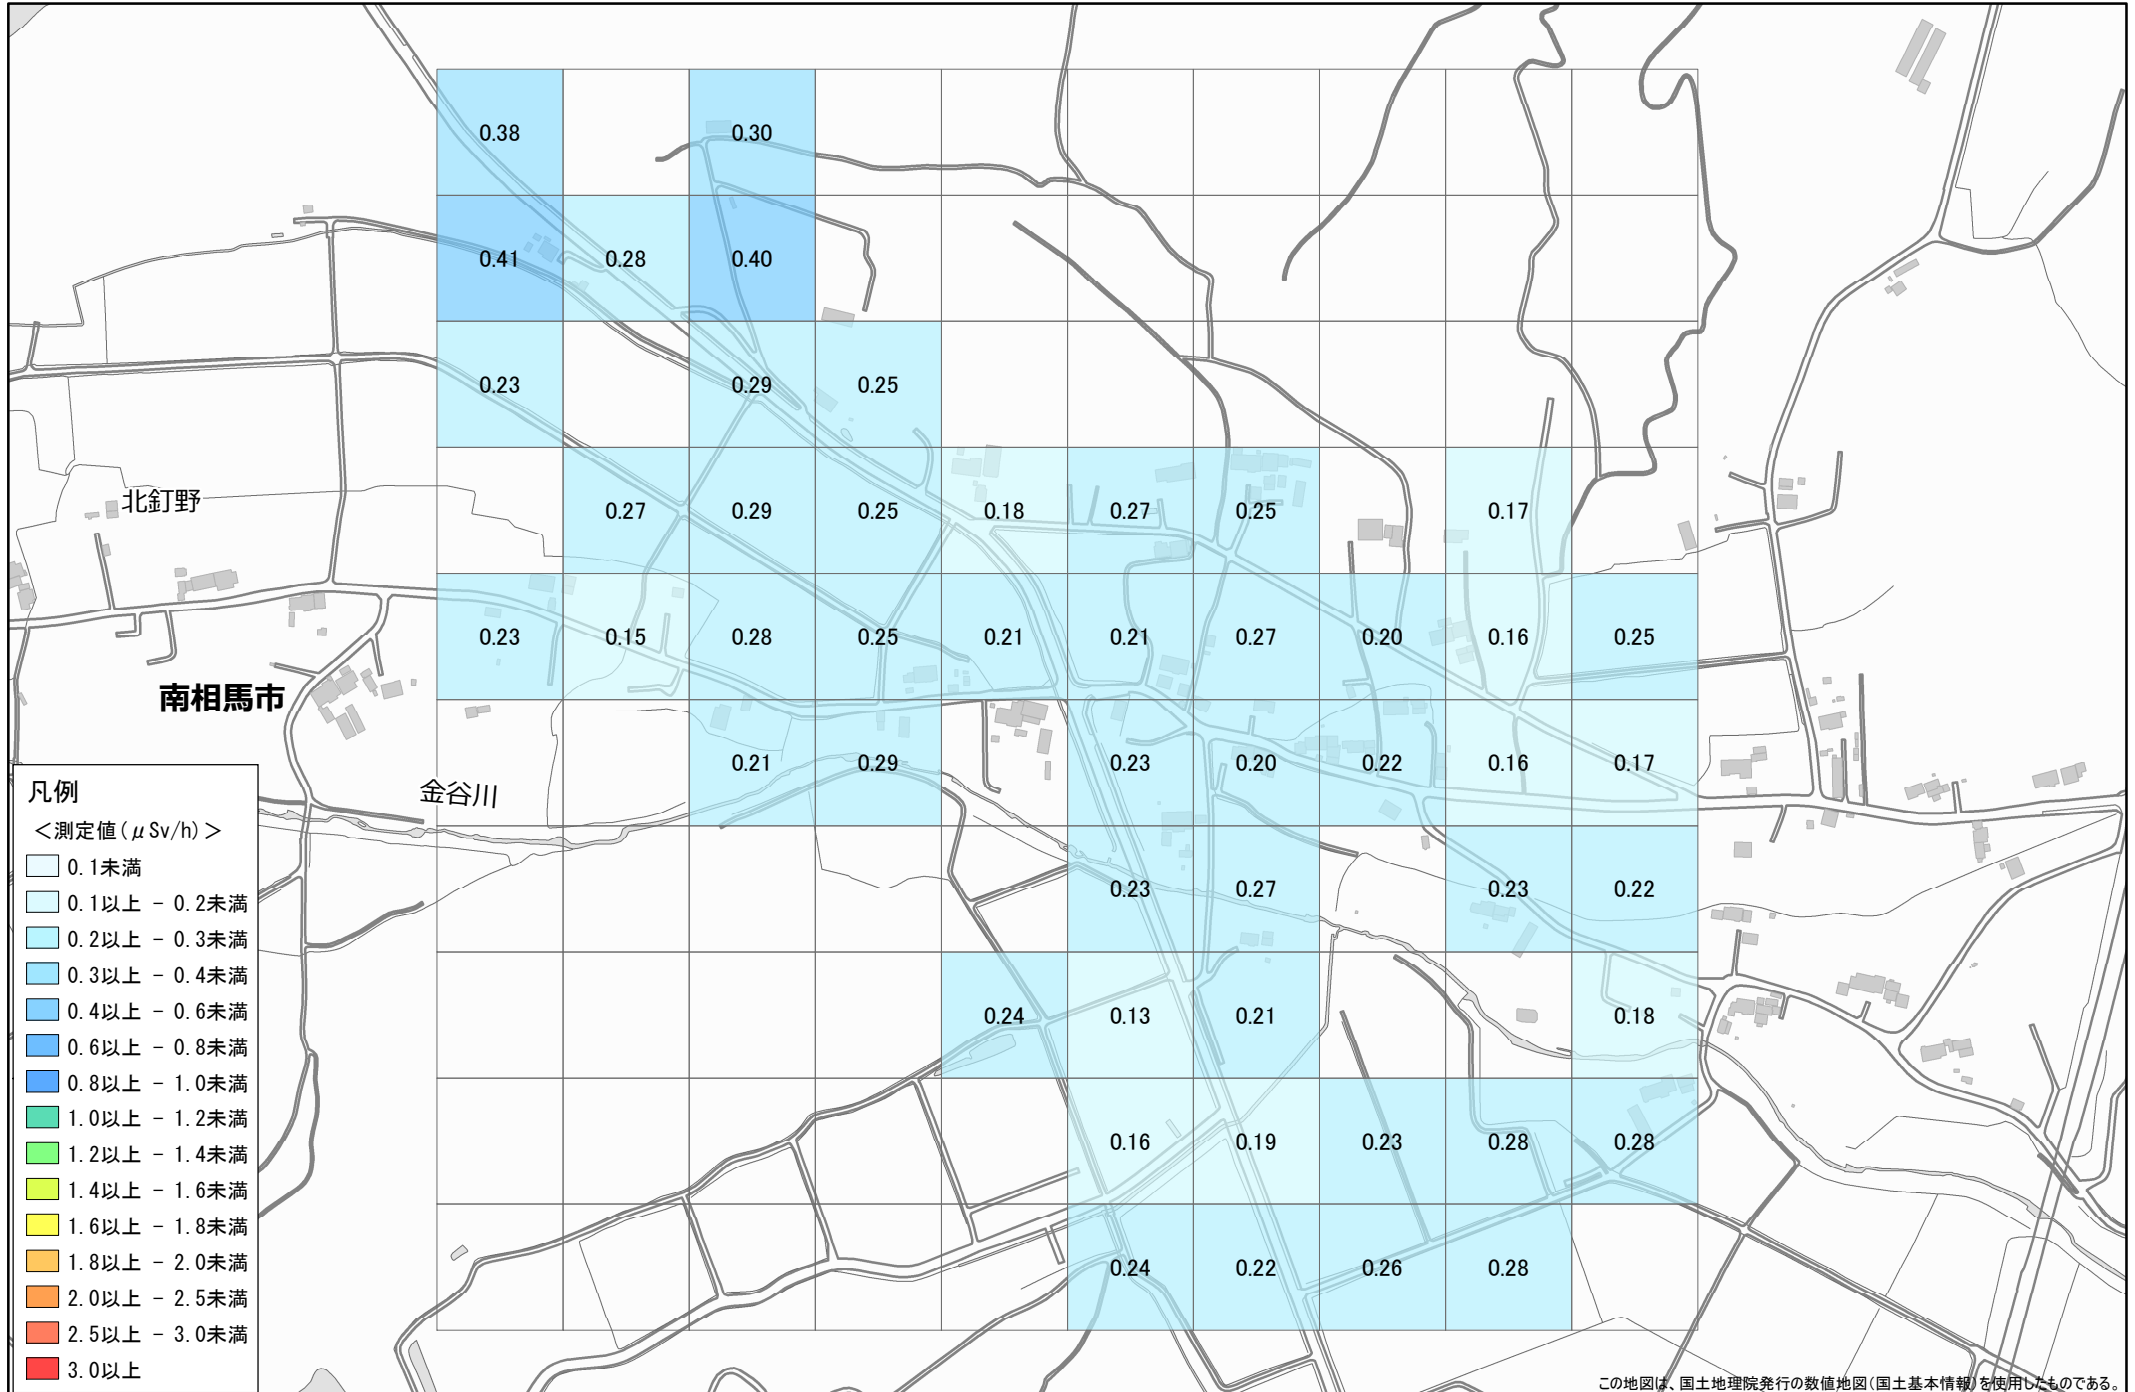 0.38 0.30
0.41 0.28 0.40
0.23 0.29 0.25
北釘野
0.27 0.29 0.25 0.18 0.27 0.25 0.17
0.23 0.15 0.28 0.25 0.21 0.21 0.27 0.20 0.16 0.25
南相馬市
0.21 0.29 0.23 0.20 0.22 0.16 0.17
金谷川
0.23 0.27 0.23 0.22
0.24 0.13 0.21 0.18
0.16 0.19 0.23 0.28 0.28
0.24 0.22 0.26 0.28
凡例
＜測定値(μSv/h)＞
0.1未満
0.1以上 － 0.2未満
0.2以上 － 0.3未満
0.3以上 － 0.4未満
0.4以上 － 0.6未満
0.6以上 － 0.8未満
0.8以上 － 1.0未満
1.0以上 － 1.2未満
1.2以上 － 1.4未満
1.4以上 － 1.6未満
1.6以上 － 1.8未満
1.8以上 － 2.0未満
2.0以上 － 2.5未満
2.5以上 － 3.0未満
3.0以上
この地図は、国土地理院発行の数値地図(国土基本情報)を使用したものである。